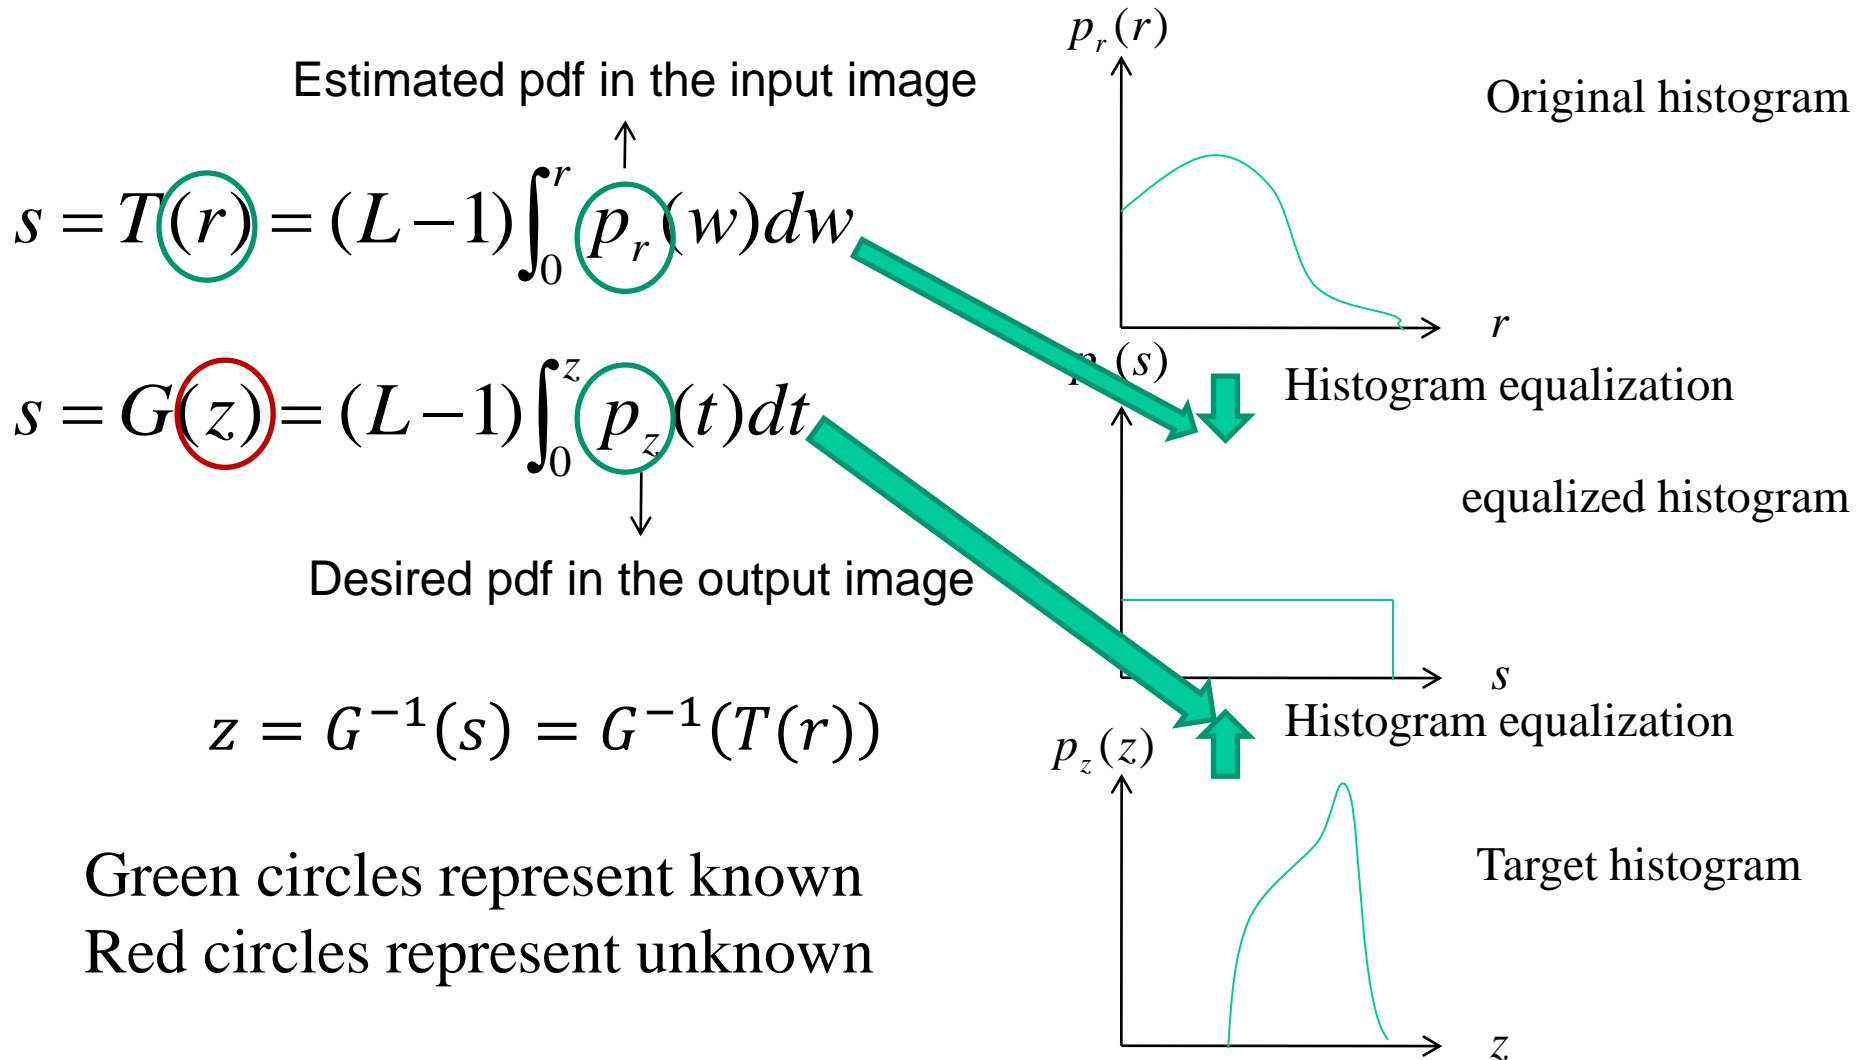 Estimated pdf in the input image
s = T(r) = (L−1)∫₀ʳ pᵣ(w)dw
s = G(z) = (L−1)∫₀ᶻ p_z(t)dt
Desired pdf in the output image
z = G⁻¹(s) = G⁻¹(T(r))
Green circles represent known
Red circles represent unknown
pᵣ(r)
Original histogram
r
(s)
Histogram equalization
equalized histogram
s
Histogram equalization
p_z(z)
Target histogram
z